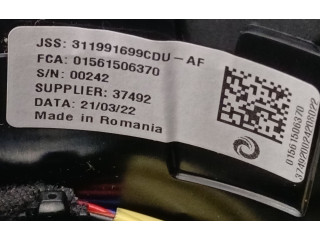 JSS: 311991699CDU-AF
FCA: 01561506370
S/N: 00242
SUPPLIER: 37492
DATA: 21/03/22
Made in Romania
01561506370